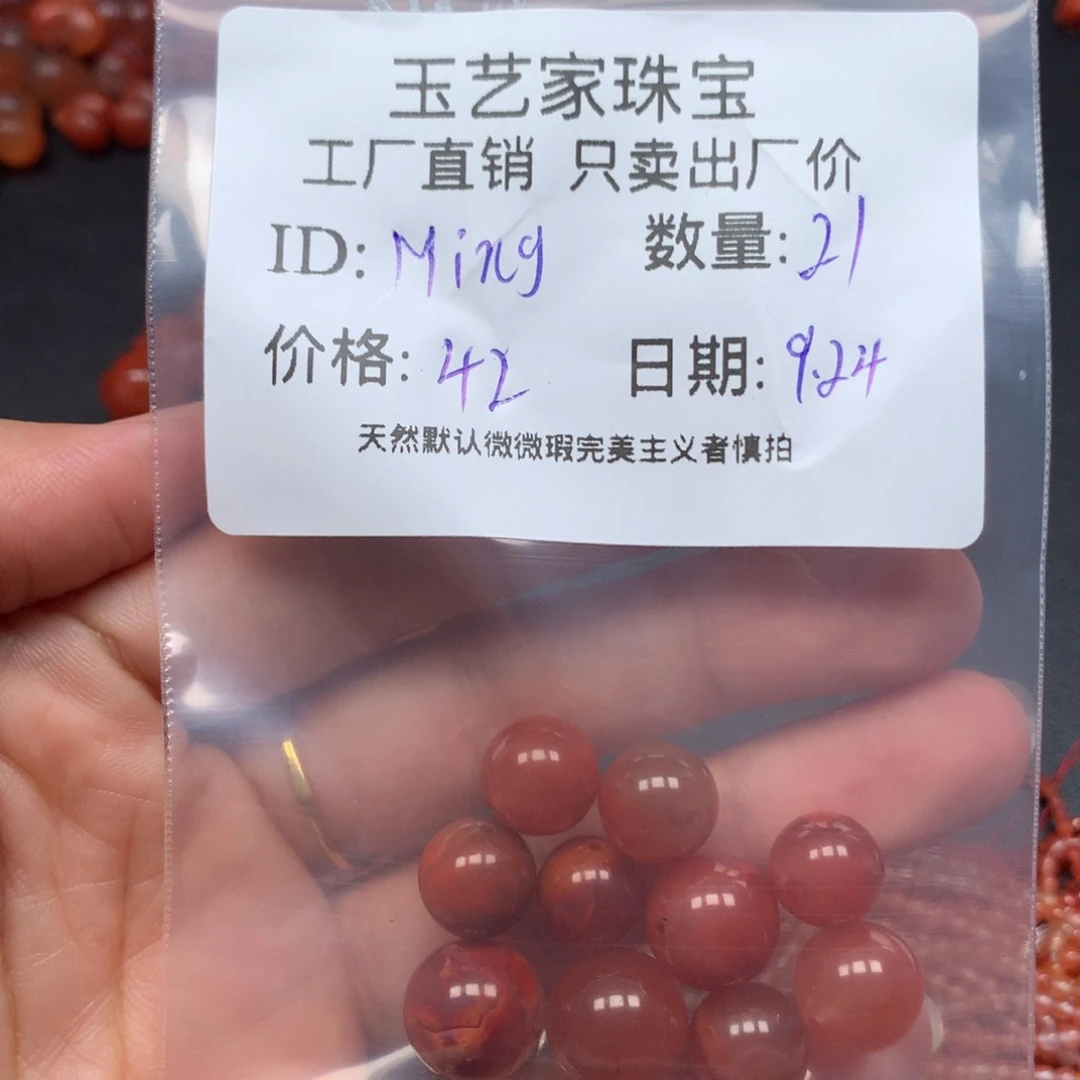 玉艺家珠宝
工厂直销 只卖出厂价
ID: Ming 数量: 21
价格: 42 日期: 9.24
天然默认微微瑕完美主义者慎拍